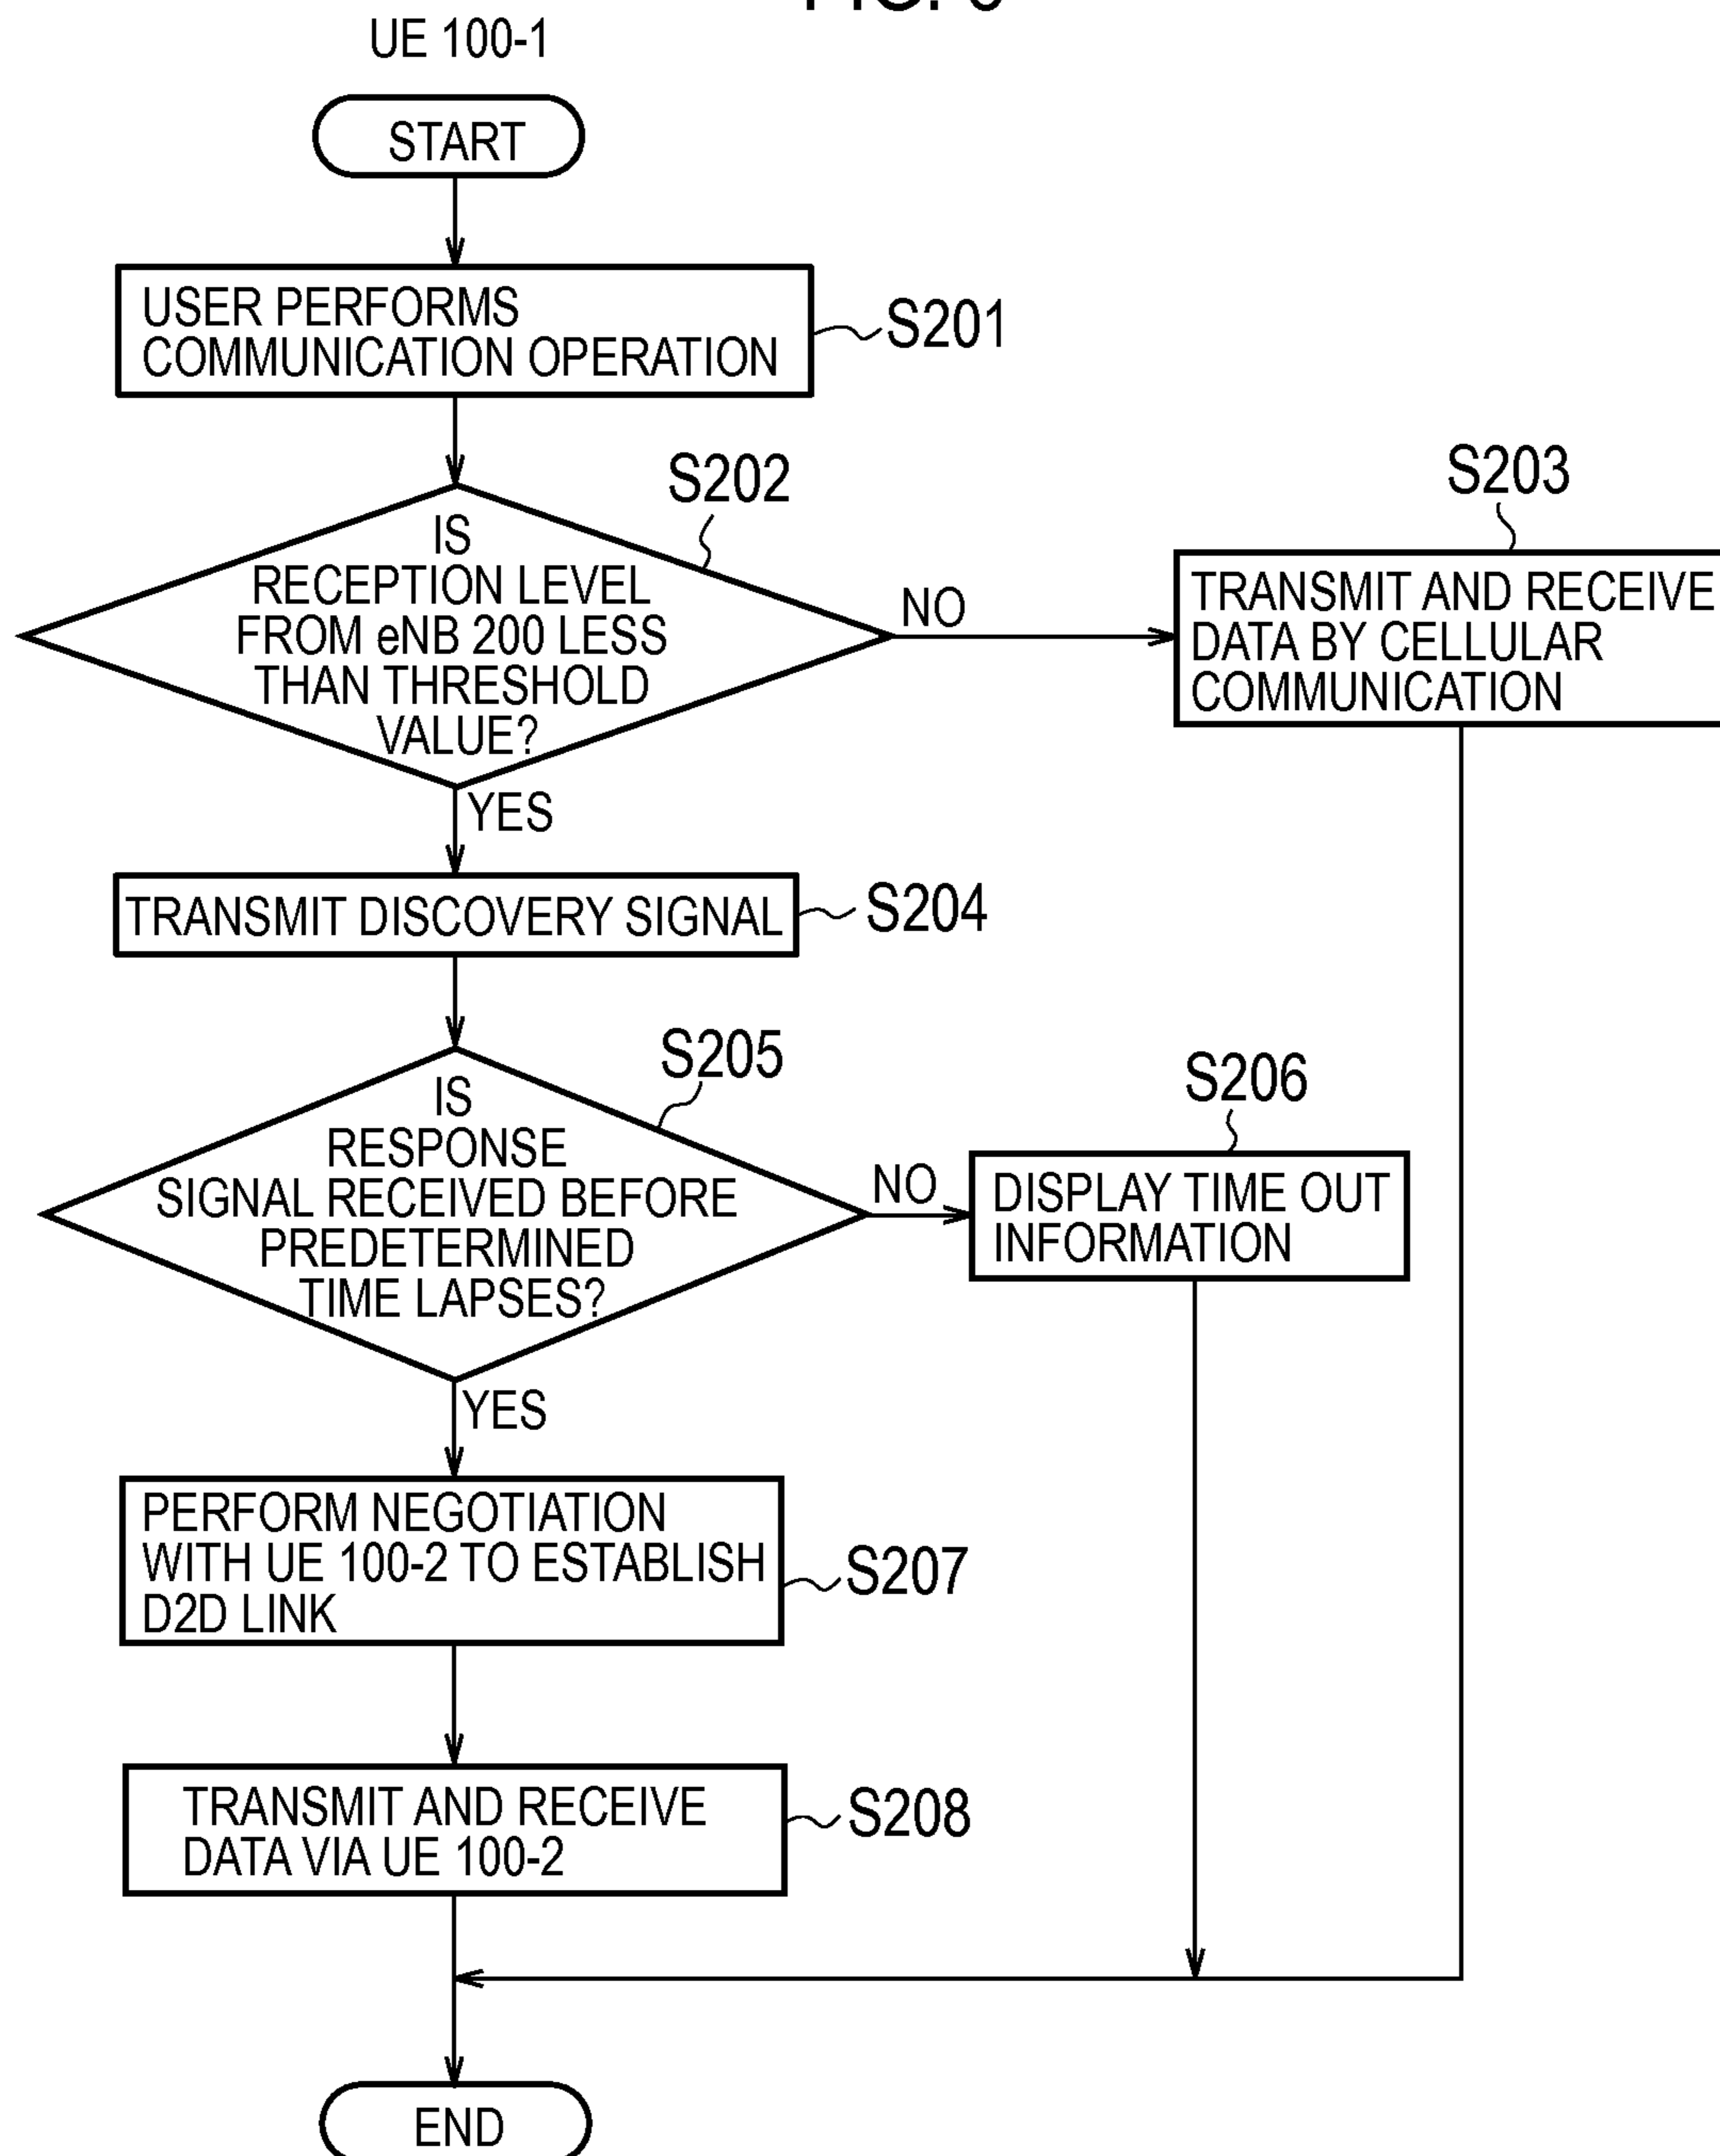 UE 100-1
START
USER PERFORMS
COMMUNICATION OPERATION
S201
S202
IS
RECEPTION LEVEL
FROM eNB 200 LESS
THAN THRESHOLD
VALUE?
NO
S203
TRANSMIT AND RECEIVE
DATA BY CELLULAR
COMMUNICATION
YES
TRANSMIT DISCOVERY SIGNAL
S204
S205
IS
RESPONSE
SIGNAL RECEIVED BEFORE
PREDETERMINED
TIME LAPSES?
NO
S206
DISPLAY TIME OUT
INFORMATION
YES
PERFORM NEGOTIATION
WITH UE 100-2 TO ESTABLISH
D2D LINK
S207
TRANSMIT AND RECEIVE
DATA VIA UE 100-2
S208
END